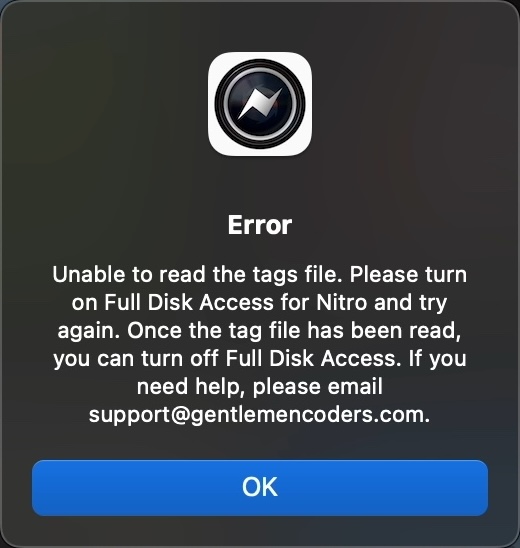 Error
Unable to read the tags file. Please turn
on Full Disk Access for Nitro and try
again. Once the tag file has been read,
you can turn off Full Disk Access. If you
need help, please email
support@gentlemencoders.com.
OK